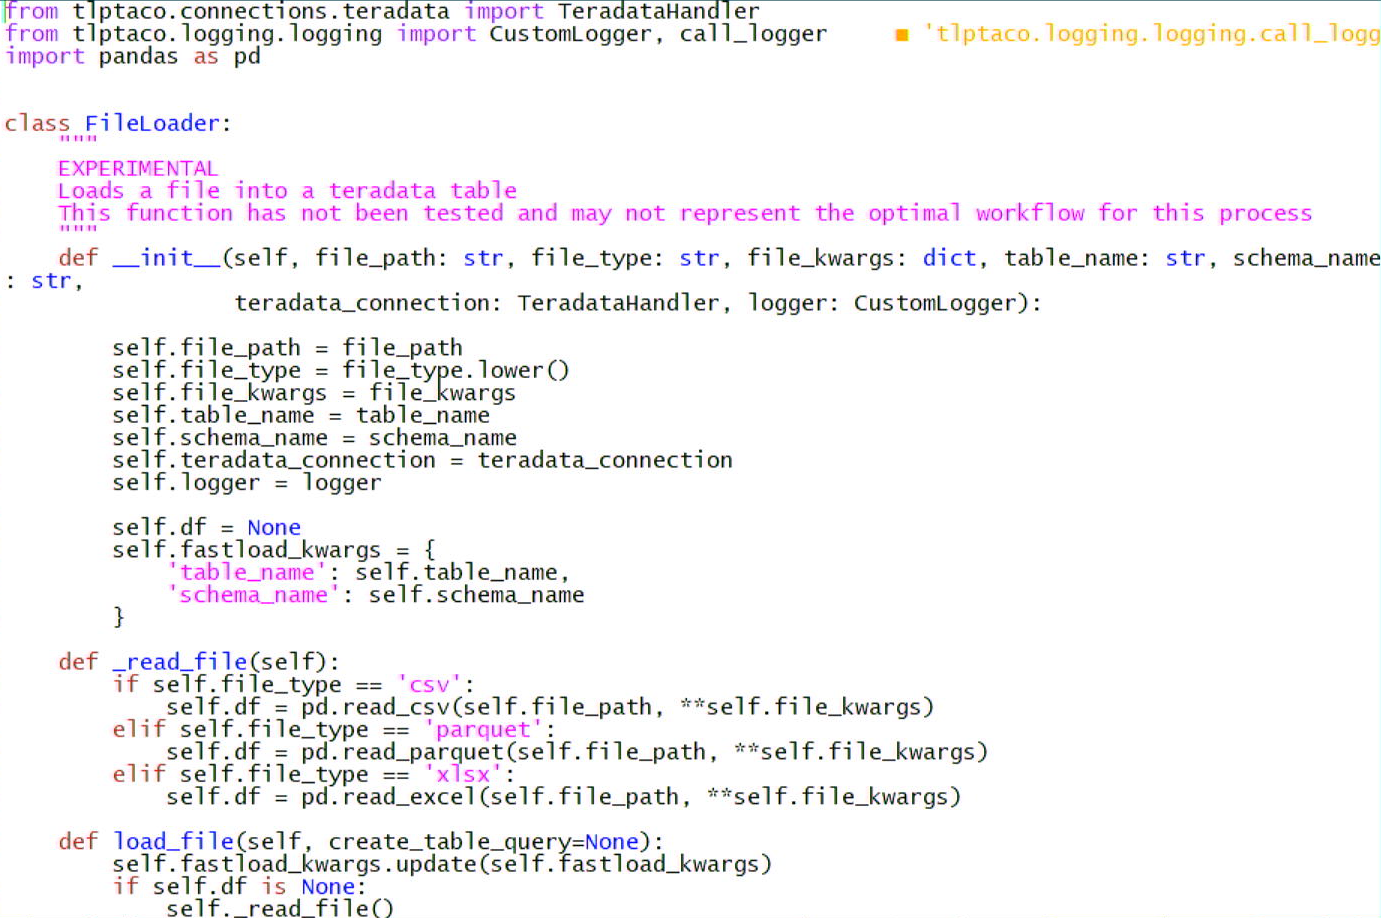 from tlptaco.connections.teradata import TeradataHandler
from tlptaco.logging.logging import CustomLogger, call_logger     ■ 'tlptaco.logging.logging.call_logg
import pandas as pd


class FileLoader:
    """
    EXPERIMENTAL
    Loads a file into a teradata table
    This function has not been tested and may not represent the optimal workflow for this process
    """
    def __init__(self, file_path: str, file_type: str, file_kwargs: dict, table_name: str, schema_name
: str,
                 teradata_connection: TeradataHandler, logger: CustomLogger):

        self.file_path = file_path
        self.file_type = file_type.lower()
        self.file_kwargs = file_kwargs
        self.table_name = table_name
        self.schema_name = schema_name
        self.teradata_connection = teradata_connection
        self.logger = logger

        self.df = None
        self.fastload_kwargs = {
            'table_name': self.table_name,
            'schema_name': self.schema_name
        }

    def _read_file(self):
        if self.file_type == 'csv':
            self.df = pd.read_csv(self.file_path, **self.file_kwargs)
        elif self.file_type == 'parquet':
            self.df = pd.read_parquet(self.file_path, **self.file_kwargs)
        elif self.file_type == 'xlsx':
            self.df = pd.read_excel(self.file_path, **self.file_kwargs)

    def load_file(self, create_table_query=None):
        self.fastload_kwargs.update(self.fastload_kwargs)
        if self.df is None:
            self._read_file()